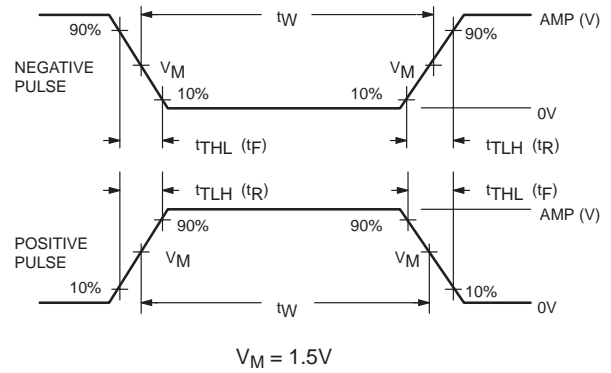 tW
90% 90% AMP (V)
NEGATIVE
PULSE
VM VM
10% 10%
0V
tTHL (tF) tTLH (tR)
tTLH (tR) tTHL (tF)
AMP (V)
90% 90%
POSITIVE
PULSE
VM VM
10% 10%
tW 0V
VM = 1.5V